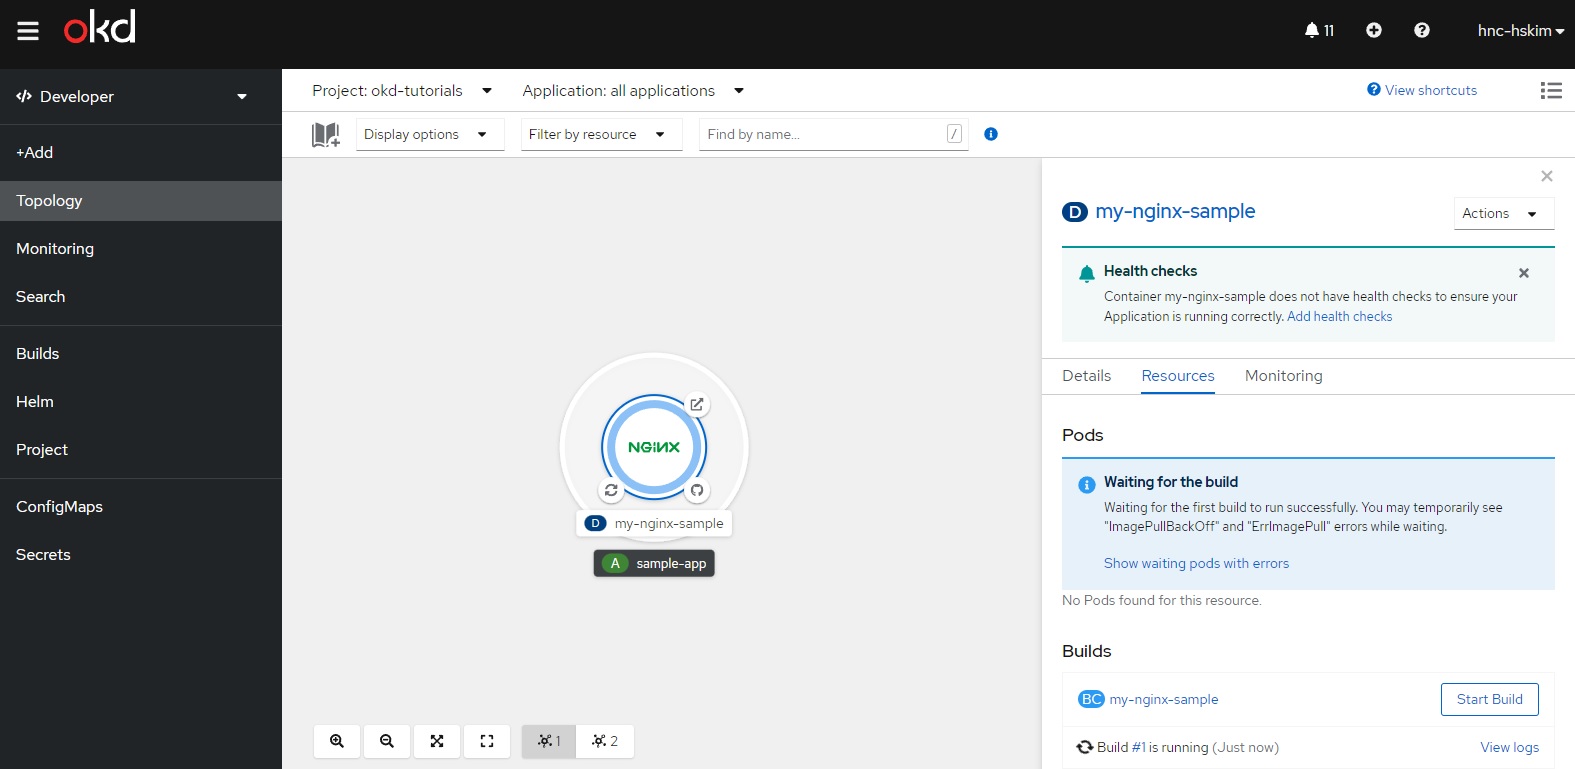 okd
11
hnc-hskim
Developer
Project: okd-tutorials
Application: all applications
View shortcuts
+Add
Topology
Monitoring
Search
Builds
Helm
Project
ConfigMaps
Secrets
Display options
Filter by resource
Find by name...
/
NGINX
D my-nginx-sample
A sample-app
1
2
D my-nginx-sample
Actions
Health checks
Container my-nginx-sample does not have health checks to ensure your
Application is running correctly. Add health checks
Details Resources Monitoring
Pods
Waiting for the build
Waiting for the first build to run successfully. You may temporarily see
"ImagePullBackOff" and "ErrImagePull" errors while waiting.
Show waiting pods with errors
No Pods found for this resource.
Builds
BC my-nginx-sample
Start Build
Build #1 is running (Just now)
View logs